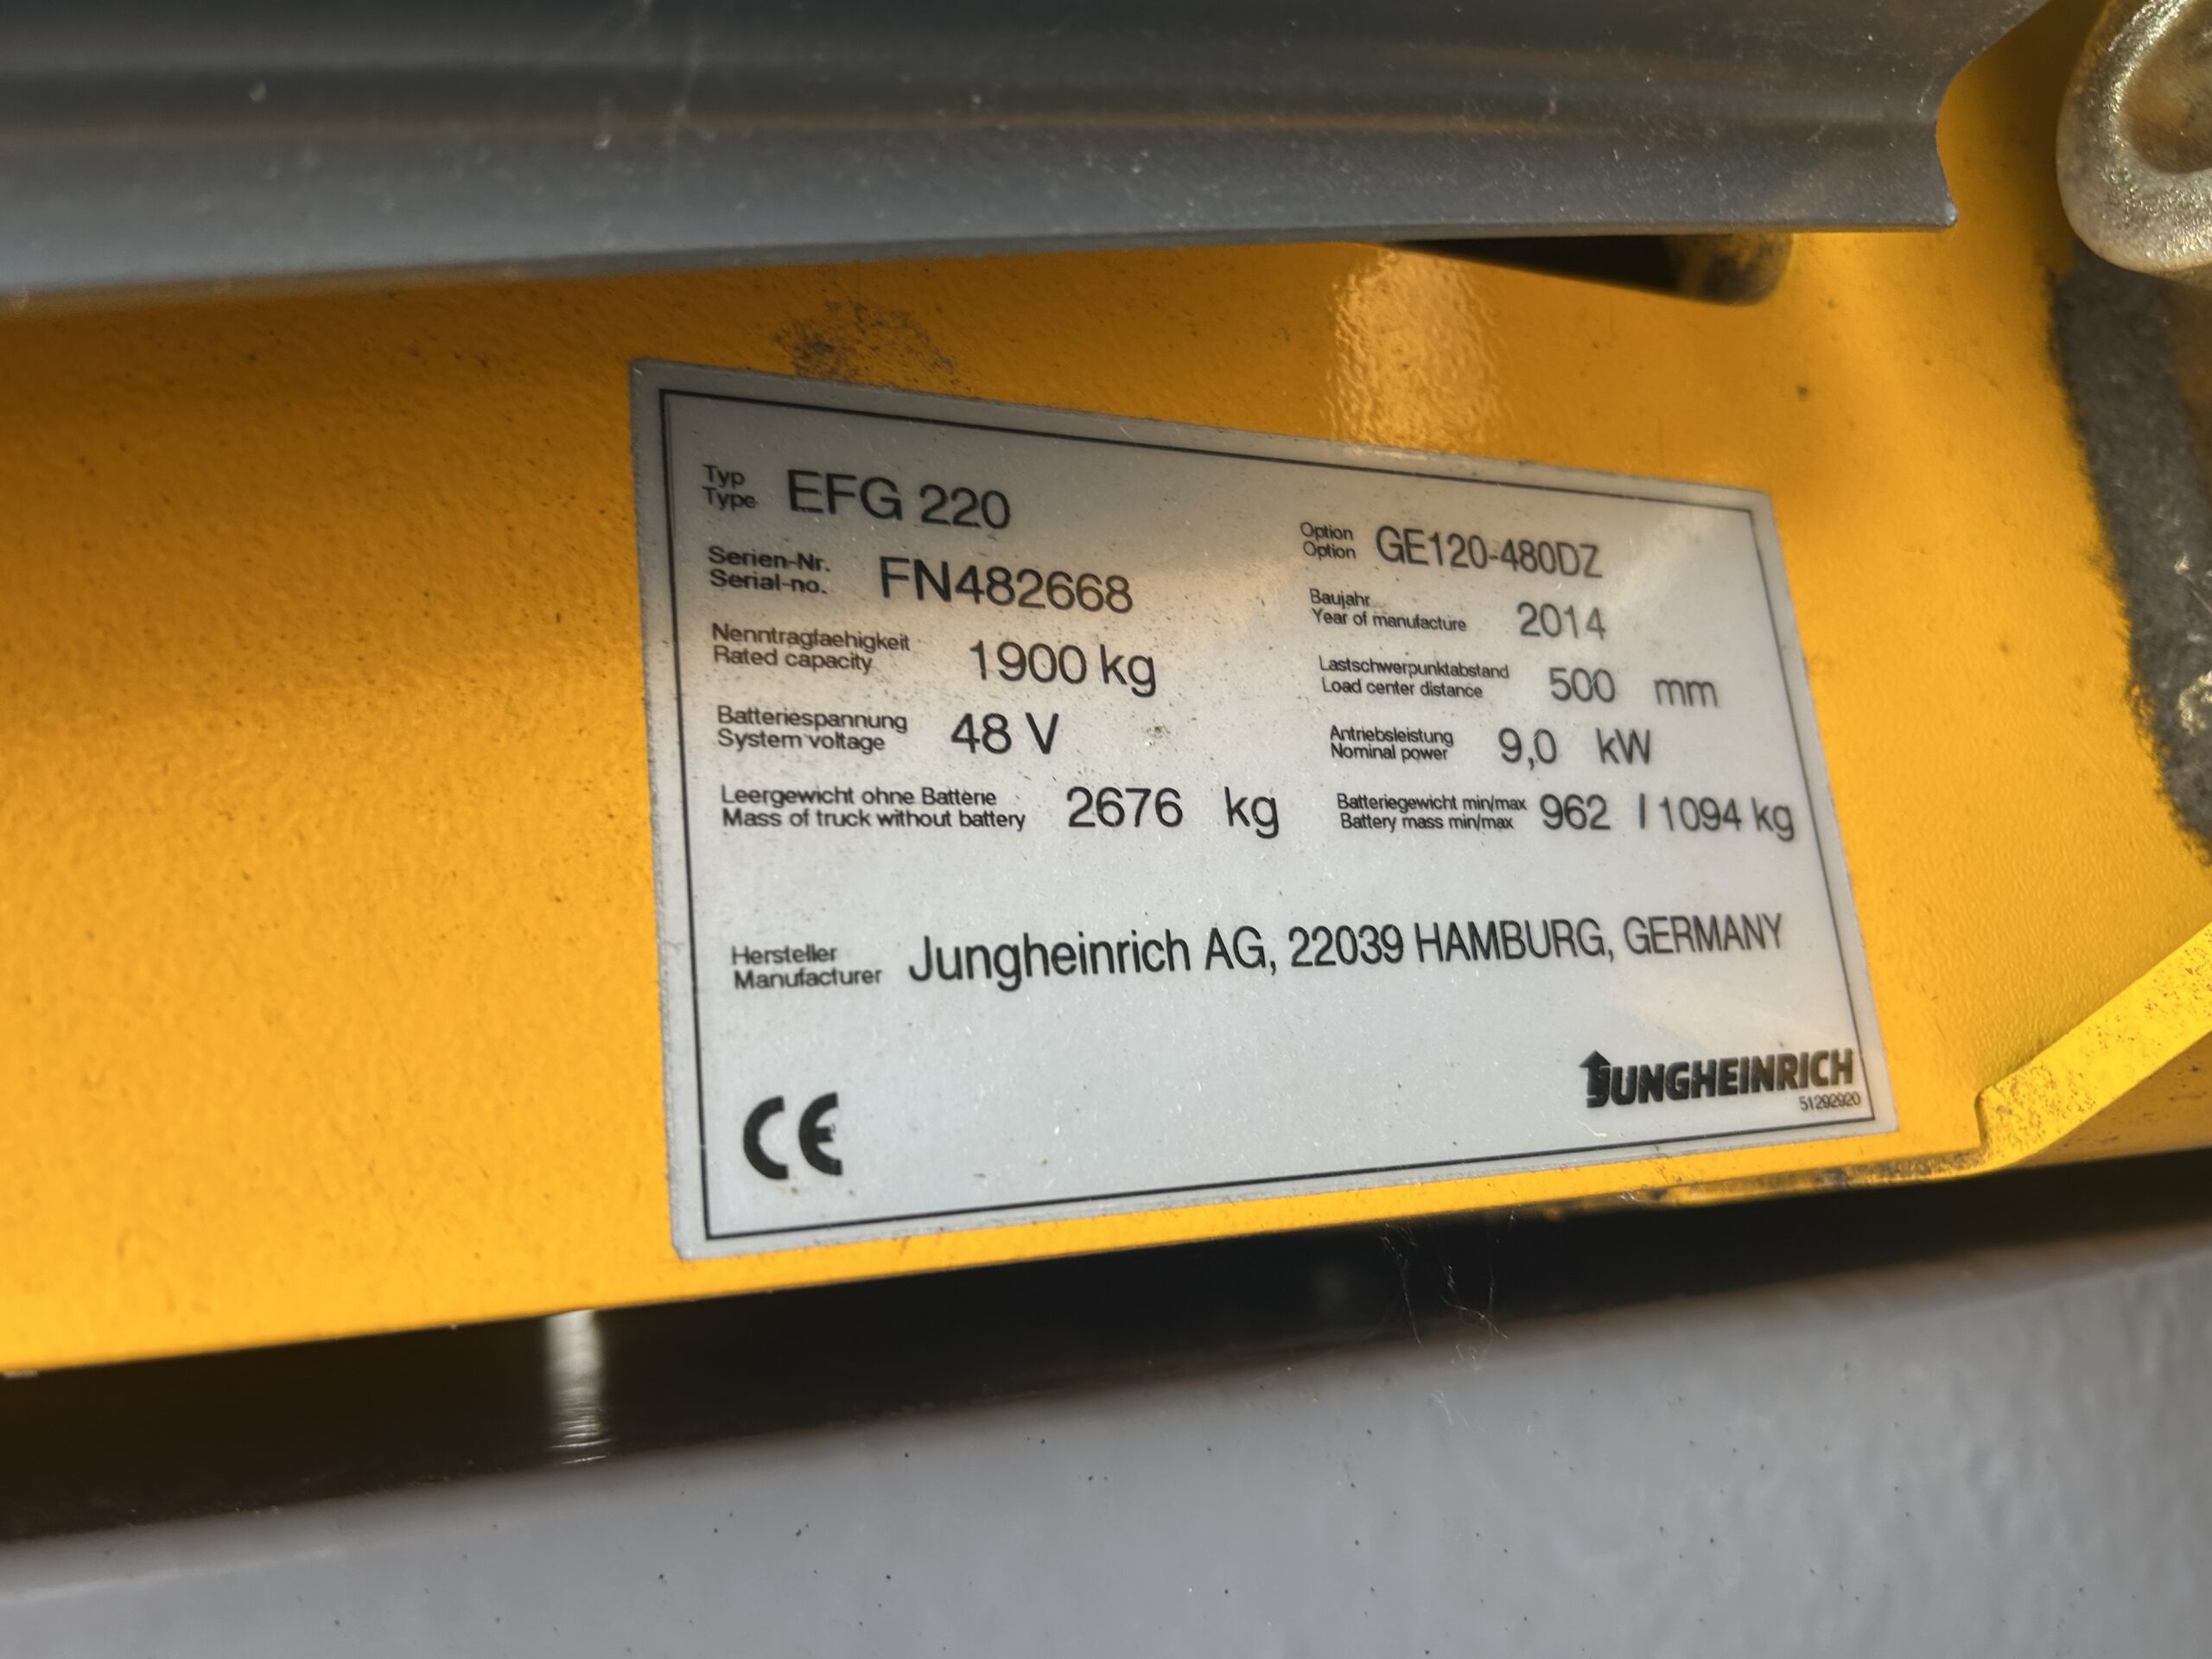 Typ
Type EFG 220
Option
Option GE120-480DZ
Serien-Nr.
Serial-no. FN482668
Baujahr
Year of manufacture 2014
Nenntragfaehigkeit
Rated capacity 1900 kg
Lastschwerpunktabstand
Load center distance 500 mm
Batteriespannung
System voltage 48 V
Antriebsleistung
Nominal power 9,0 kW
Leergewicht ohne Batterie
Mass of truck without battery 2676 kg
Batteriegewicht min/max
Battery mass min/max 962 / 1094 kg
Hersteller
Manufacturer Jungheinrich AG, 22039 HAMBURG, GERMANY
CE
JUNGHEINRICH
51292920